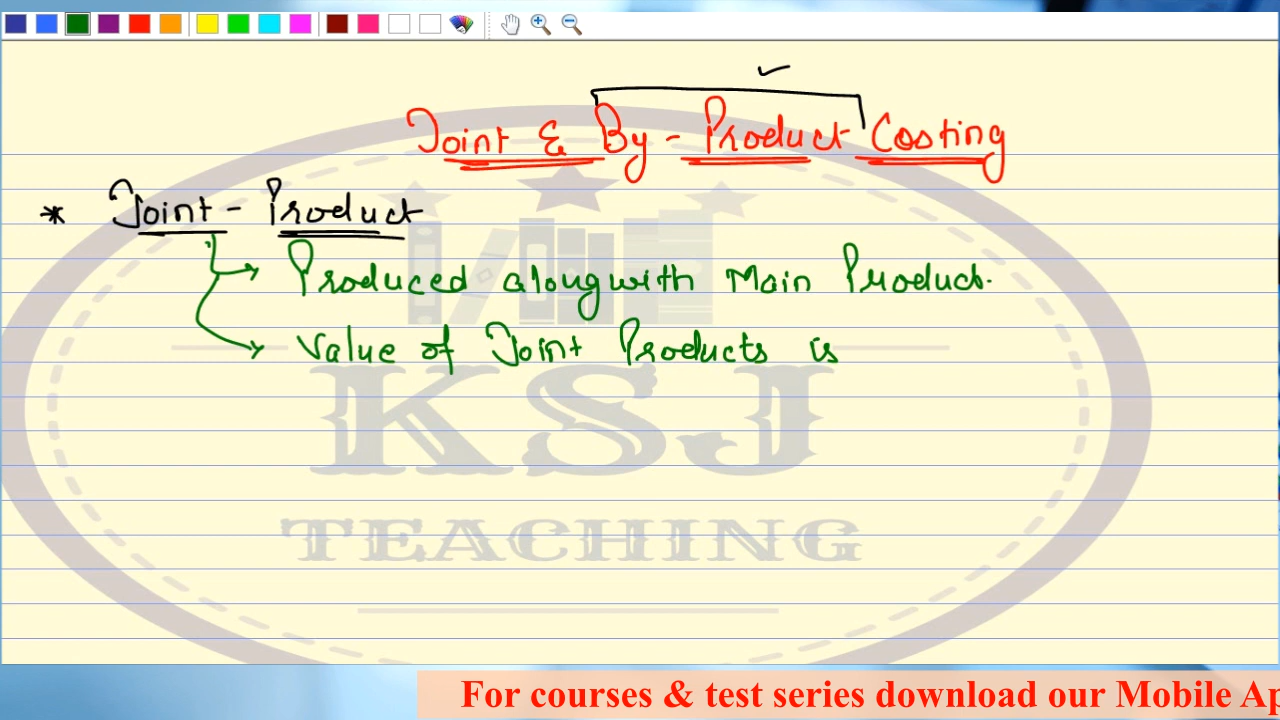 Joint & By-Product Costing
* Joint-Product
Produced alongwith Main Product.
Value of Joint Products is
KSJ
TEACHING
For courses & test series download our Mobile Ap